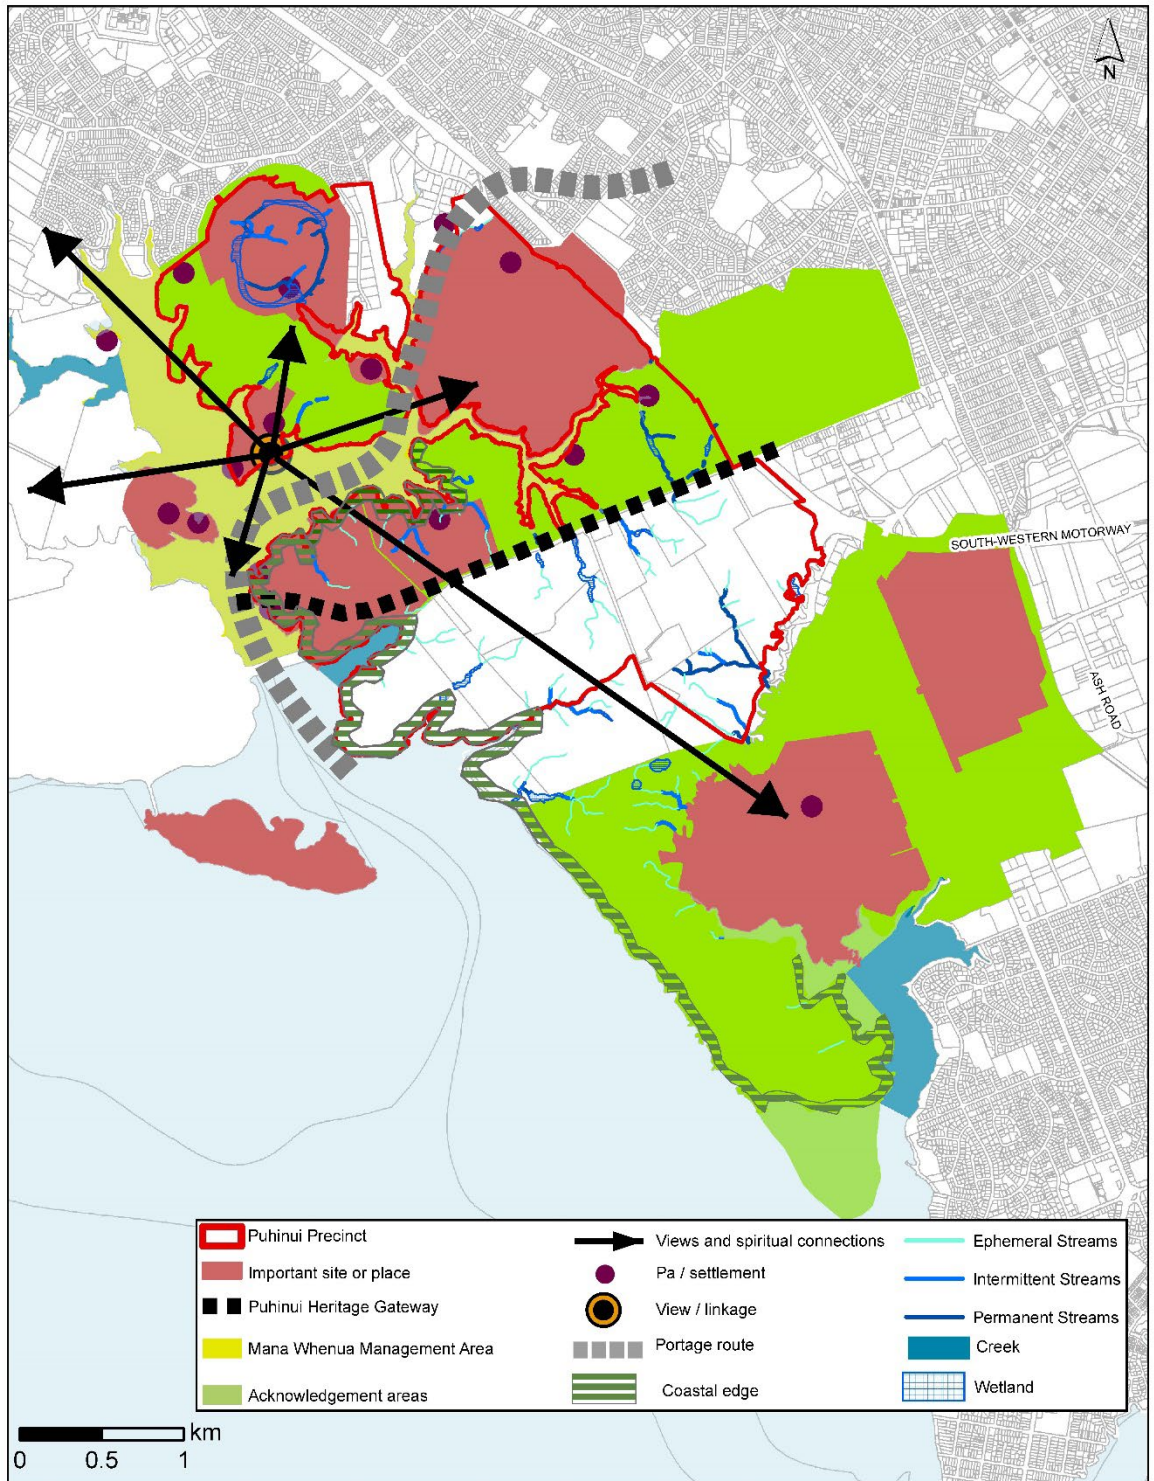 N
SOUTH-WESTERN MOTORWAY
ASH ROAD
Puhinui Precinct
Important site or place
Puhinui Heritage Gateway
Mana Whenua Management Area
Acknowledgement areas
Views and spiritual connections
Pa / settlement
View / linkage
Portage route
Coastal edge
Ephemeral Streams
Intermittent Streams
Permanent Streams
Creek
Wetland
km
0 0.5 1